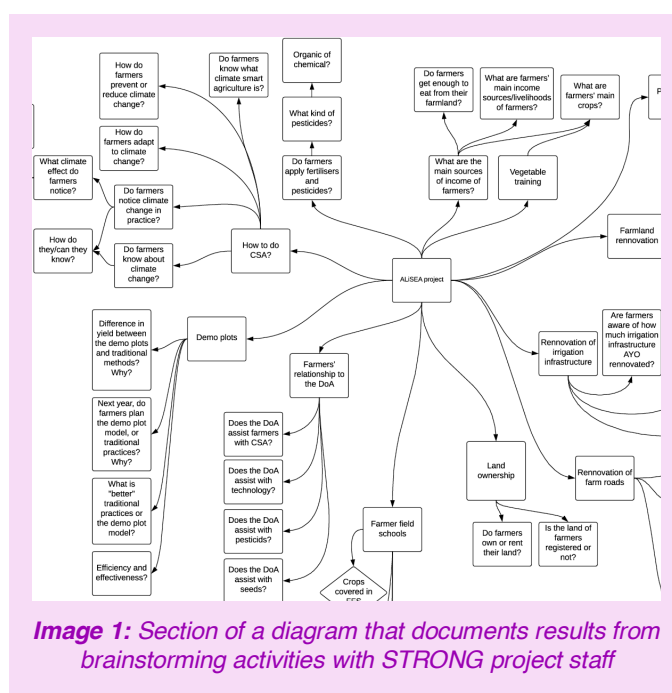 How do
farmers
prevent or
reduce climate
change?
Do farmers
know what
climate smart
agriculture is?
Organic of
chemical?
Do farmers
get enough to
eat from their
farmland?
What are farmers'
main income
sources/livelihoods
of farmers?
What are
farmers' main
crops?
P
What kind of
pesticides?
How do
farmers adapt
to climate
change?
What climate
effect do
farmers
notice?
Do farmers
notice climate
change in
practice?
Do farmers
apply fertilisers
and
pesticides?
What are the
main sources
of income of
farmers?
Vegetable
training
How do
they/can they
know?
Do farmers
know about
climate
change?
How to do
CSA?
Farmland
rennovation
ALiSEA project
Difference in
yield between
the demo plots
and traditional
methods?
Why?
Demo plots
Farmers'
relationship to
the DoA
Rennovation of
irrigation
infrastructure
Are farmers
aware of how
much irrigation
infrastructure
AYO
rennovated?
Next year, do
farmers plan
the demo plot
model, or
traditional
practices?
Why?
Does the DoA
assist farmers
with CSA?
Does the DoA
assist with
technology?
Land
ownership
Rennovation of
farm roads
What is
"better"
traditional
practices or
the demo plot
model?
Does the DoA
assist with
pesticids?
Farmer field
schools
Do farmers
own or rent
their land?
Is the land of
farmers
registered or
not?
Efficiency and
effectiveness?
Does the DoA
assist with
seeds?
Crops
covered in
Image 1: Section of a diagram that documents results from
brainstorming activities with STRONG project staff